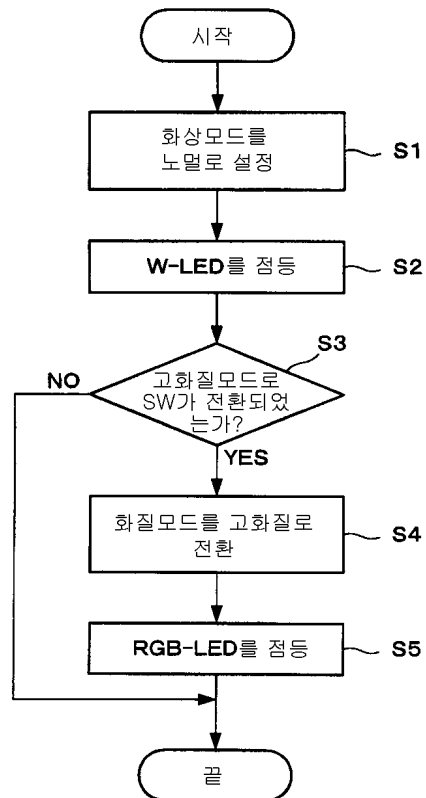 시작
화상모드를
노멀로 설정
S1
W-LED를 점등
S2
S3
고화질모드로
SW가 전환되었
는가?
NO
YES
화질모드를 고화질로
전환
S4
RGB-LED를 점등
S5
끝